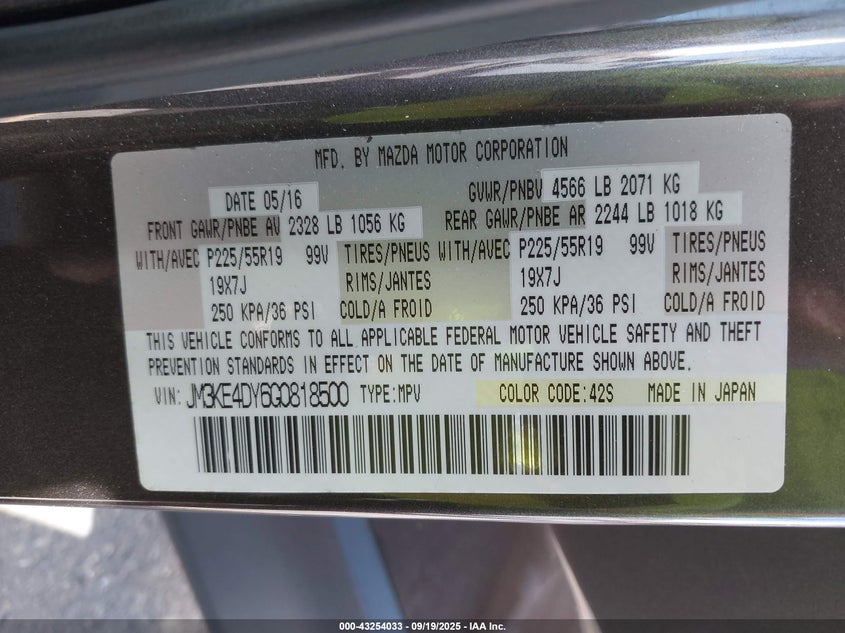 MFD. BY MAZDA MOTOR CORPORATION
DATE 05/16 GVWR/PNBV 4566 LB 2071 KG
FRONT GAWR/PNBE AV 2328 LB 1056 KG REAR GAWR/PNBE AR 2244 LB 1018 KG
WITH/AVEC P225/55R19 99V TIRES/PNEUS WITH/AVEC P225/55R19 99V TIRES/PNEUS
19X7J RIMS/JANTES 19X7J RIMS/JANTES
250 KPA/36 PSI COLD/A FROID 250 KPA/36 PSI COLD/A FROID
THIS VEHICLE CONFORMS TO ALL APPLICABLE FEDERAL MOTOR VEHICLE SAFETY AND THEFT
PREVENTION STANDARDS IN EFFECT ON THE DATE OF MANUFACTURE SHOWN ABOVE.
VIN: JM3KE4DY6G0818500 TYPE:MPV COLOR CODE:42S MADE IN JAPAN
000-43254033 - 09/19/2025 - IAA Inc.